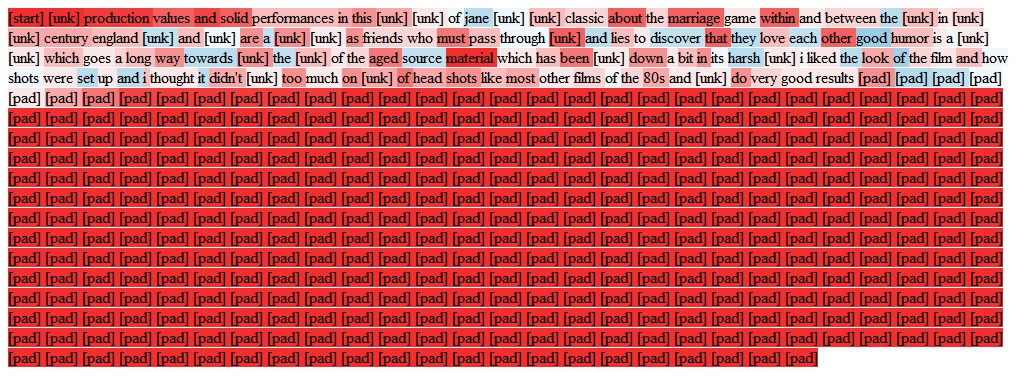 [start] [unk] production values and solid performances in this [unk] [unk] of jane [unk] [unk] classic about the marriage game within and between the [unk] in [unk]
[unk] century england [unk] and [unk] are a [unk] [unk] as friends who must pass through [unk] and lies to discover that they love each other good humor is a [unk]
[unk] which goes a long way towards [unk] the [unk] of the aged source material which has been [unk] down a bit in its harsh [unk] i liked the look of the film and how
shots were set up and i thought it didn't [unk] too much on [unk] of head shots like most other films of the 80s and [unk] do very good results [pad] [pad] [pad] [pad]
[pad] [pad] [pad] [pad] [pad] [pad] [pad] [pad] [pad] [pad] [pad] [pad] [pad] [pad] [pad] [pad] [pad] [pad] [pad] [pad] [pad] [pad] [pad] [pad] [pad] [pad] [pad]
[pad] [pad] [pad] [pad] [pad] [pad] [pad] [pad] [pad] [pad] [pad] [pad] [pad] [pad] [pad] [pad] [pad] [pad] [pad] [pad] [pad] [pad] [pad] [pad] [pad] [pad] [pad]
[pad] [pad] [pad] [pad] [pad] [pad] [pad] [pad] [pad] [pad] [pad] [pad] [pad] [pad] [pad] [pad] [pad] [pad] [pad] [pad] [pad] [pad] [pad] [pad] [pad] [pad] [pad]
[pad] [pad] [pad] [pad] [pad] [pad] [pad] [pad] [pad] [pad] [pad] [pad] [pad] [pad] [pad] [pad] [pad] [pad] [pad] [pad] [pad] [pad] [pad] [pad] [pad] [pad] [pad]
[pad] [pad] [pad] [pad] [pad] [pad] [pad] [pad] [pad] [pad] [pad] [pad] [pad] [pad] [pad] [pad] [pad] [pad] [pad] [pad] [pad] [pad] [pad] [pad] [pad] [pad] [pad]
[pad] [pad] [pad] [pad] [pad] [pad] [pad] [pad] [pad] [pad] [pad] [pad] [pad] [pad] [pad] [pad] [pad] [pad] [pad] [pad] [pad] [pad] [pad] [pad] [pad] [pad] [pad]
[pad] [pad] [pad] [pad] [pad] [pad] [pad] [pad] [pad] [pad] [pad] [pad] [pad] [pad] [pad] [pad] [pad] [pad] [pad] [pad] [pad] [pad] [pad] [pad] [pad] [pad] [pad]
[pad] [pad] [pad] [pad] [pad] [pad] [pad] [pad] [pad] [pad] [pad] [pad] [pad] [pad] [pad] [pad] [pad] [pad] [pad] [pad] [pad] [pad] [pad] [pad] [pad] [pad] [pad]
[pad] [pad] [pad] [pad] [pad] [pad] [pad] [pad] [pad] [pad] [pad] [pad] [pad] [pad] [pad] [pad] [pad] [pad] [pad] [pad] [pad] [pad] [pad] [pad] [pad] [pad] [pad]
[pad] [pad] [pad] [pad] [pad] [pad] [pad] [pad] [pad] [pad] [pad] [pad] [pad] [pad] [pad] [pad] [pad] [pad] [pad] [pad] [pad] [pad] [pad] [pad] [pad] [pad] [pad]
[pad] [pad] [pad] [pad] [pad] [pad] [pad] [pad] [pad] [pad] [pad] [pad] [pad] [pad] [pad] [pad] [pad] [pad] [pad] [pad] [pad] [pad] [pad] [pad] [pad] [pad] [pad]
[pad] [pad] [pad] [pad] [pad] [pad] [pad] [pad] [pad] [pad] [pad] [pad] [pad] [pad] [pad] [pad] [pad] [pad] [pad] [pad] [pad] [pad] [pad] [pad] [pad] [pad] [pad]
[pad] [pad] [pad] [pad] [pad] [pad] [pad] [pad] [pad] [pad] [pad] [pad] [pad] [pad] [pad] [pad] [pad] [pad] [pad] [pad] [pad] [pad] [pad] [pad] [pad] [pad] [pad]
[pad] [pad] [pad] [pad] [pad] [pad] [pad] [pad] [pad] [pad] [pad] [pad] [pad] [pad] [pad] [pad] [pad] [pad] [pad] [pad] [pad] [pad]